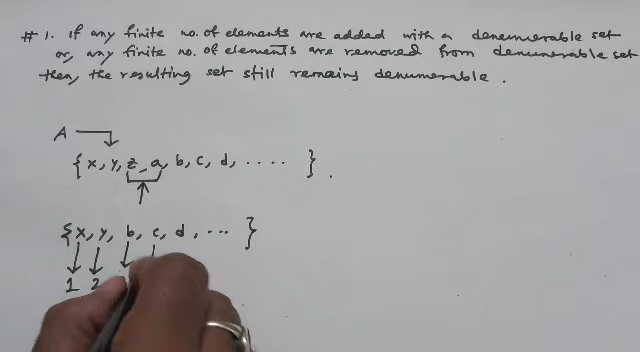 #1. If any finite no. of elements are added with a denumerable set
or, any finite no. of elements are removed from denumerable set
then, the resulting set still remains denumerable .
A
{ x, y, z, a, b, c, d, .... } .
{ x, y, b, c, d, ... }
1 2